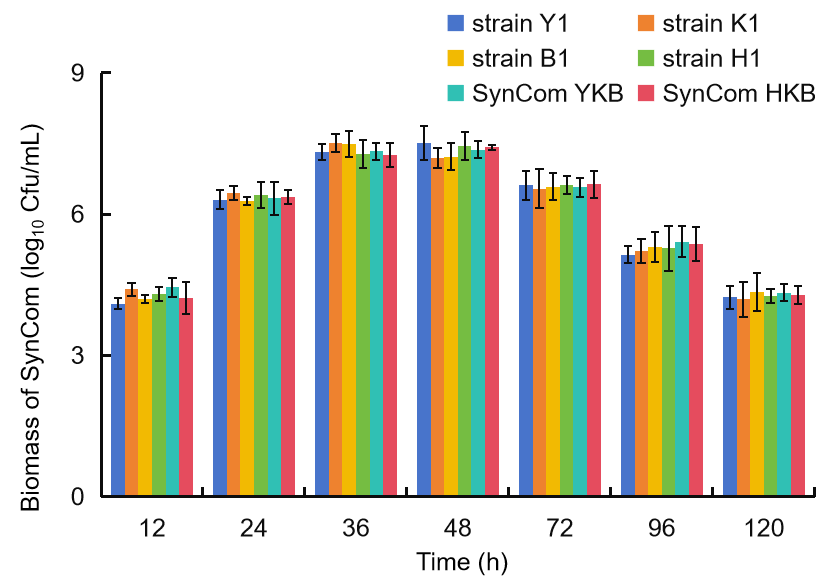 strain Y1 strain K1
strain B1 strain H1
SynCom YKB SynCom HKB
9
6
3
0
Biomass of SynCom (log₁₀ Cfu/mL)
12 24 36 48 72 96 120
Time (h)